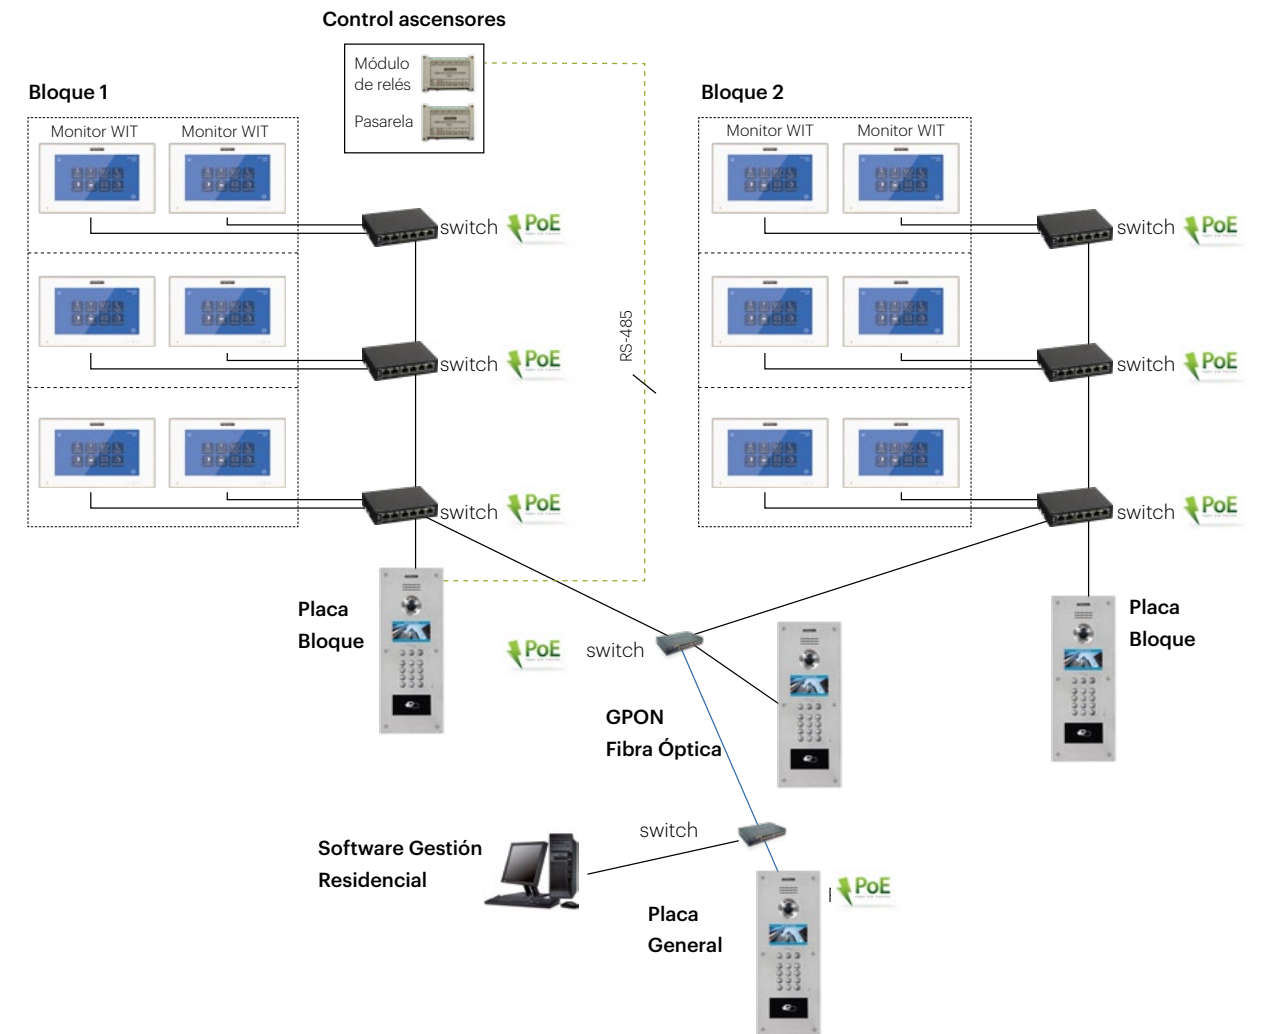 Control ascensores
Módulo
de relés
Pasarela
Bloque 1
Monitor WIT
Monitor WIT
switch
PoE
switch
PoE
switch
PoE
RS-485
Bloque 2
Monitor WIT
Monitor WIT
switch
PoE
switch
PoE
switch
PoE
Placa
Bloque
Placa
Bloque
PoE
switch
GPON
Fibra Óptica
switch
Software Gestión
Residencial
PoE
Placa
General